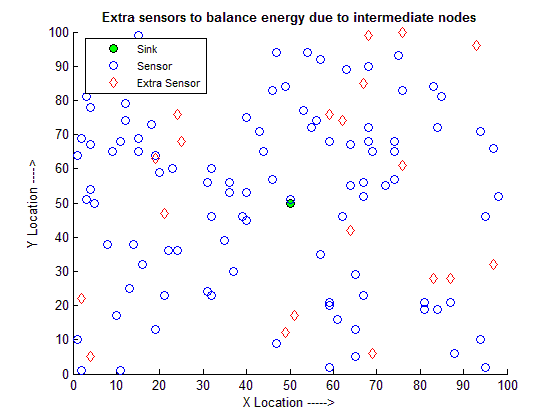 Extra sensors to balance energy due to intermediate nodes
Sink
Sensor
Extra Sensor
100
90
80
70
60
50
40
30
20
10
0
Y Location ----->
0 10 20 30 40 50 60 70 80 90 100
X Location ----->